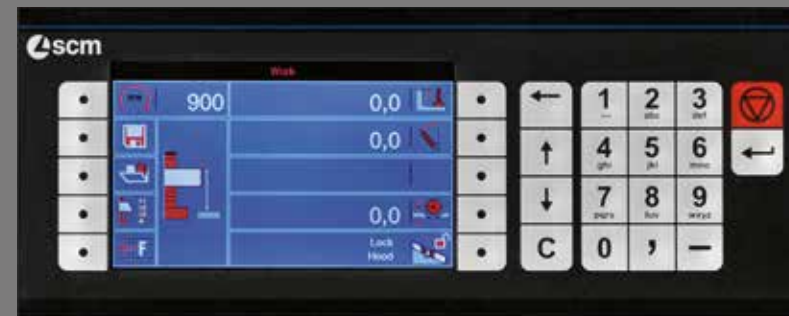 scm
Work
900 0,0
0,0
0,0
F Lock
Hood
1 2 3
abc def
4 5 6
ghi jkl mno
7 8 9
pqrs tuv wxyz
C 0 , –